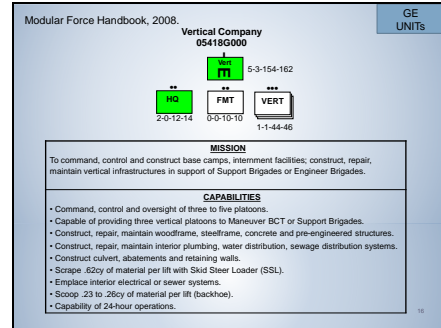 Modular Force Handbook, 2008.
GE
UNITs
Vertical Company
05418G000
Vert
5-3-154-162
HQ
FMT
VERT
2-0-12-14
0-0-10-10
1-1-44-46
MISSION
To command, control and construct base camps, internment facilities; construct, repair,
maintain vertical infrastructures in support of Support Brigades or Engineer Brigades.
CAPABILITIES
• Command, control and oversight of three to five platoons.
• Capable of providing three vertical platoons to Maneuver BCT or Support Brigades.
• Construct, repair, maintain woodframe, steelframe, concrete and pre-engineered structures.
• Construct, repair, maintain interior plumbing, water distribution, sewage distribution systems.
• Construct culvert, abatements and retaining walls.
• Scrape .62cy of material per lift with Skid Steer Loader (SSL).
• Emplace interior electrical or sewer systems.
• Scoop .23 to .26cy of material per lift (backhoe).
• Capability of 24-hour operations.
16